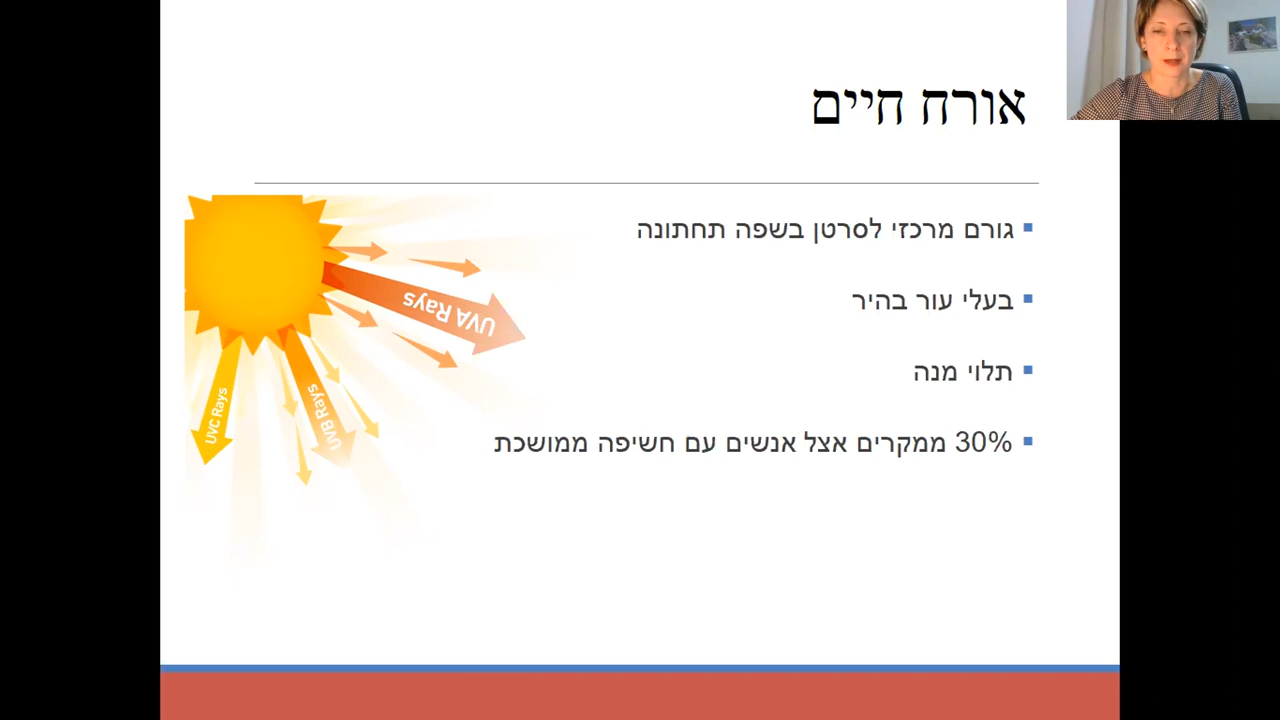 אורח חיים
גורם מרכזי לסרטן בשפה תחתונה
בעלי עור בהיר
תלוי מנה
30% ממקרים אצל אנשים עם חשיפה ממושכת
UVA Rays
UVB Rays
UVC Rays